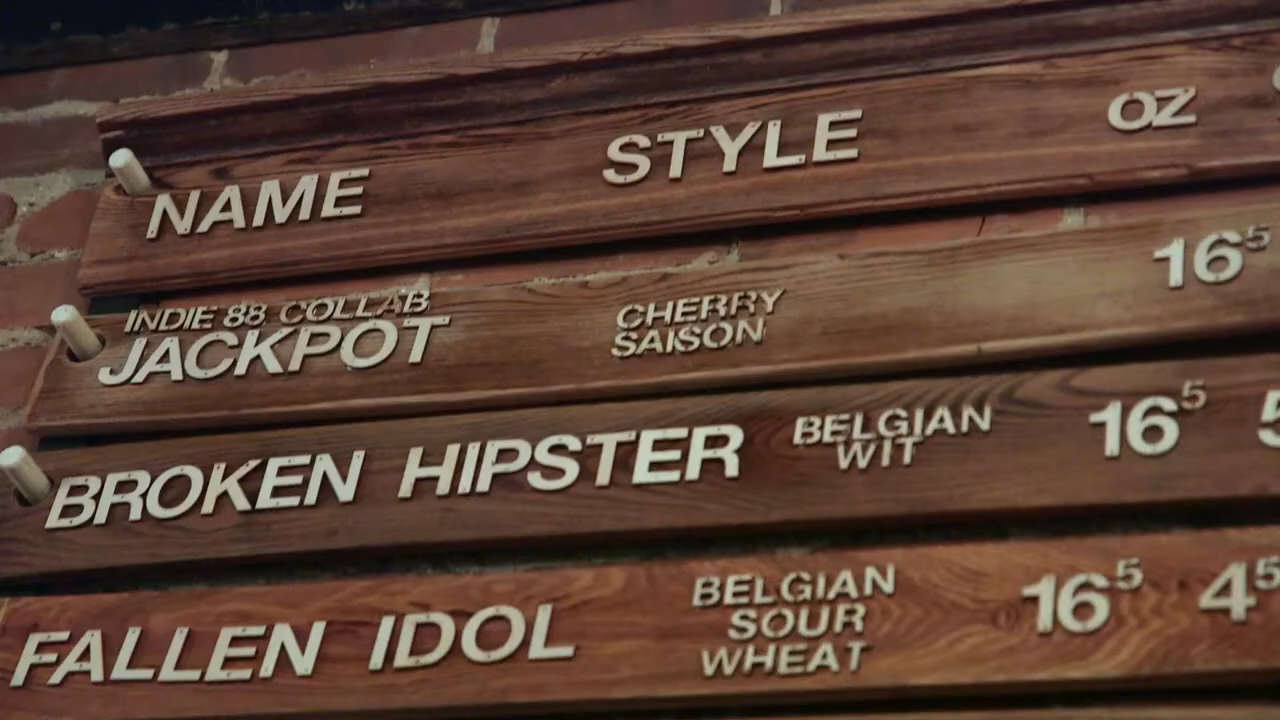 NAME STYLE OZ
INDIE 88 COLLAB
JACKPOT CHERRY SAISON 16⁵
BROKEN HIPSTER BELGIAN WIT 16⁵ 5
FALLEN IDOL BELGIAN SOUR WHEAT 16⁵ 4⁵